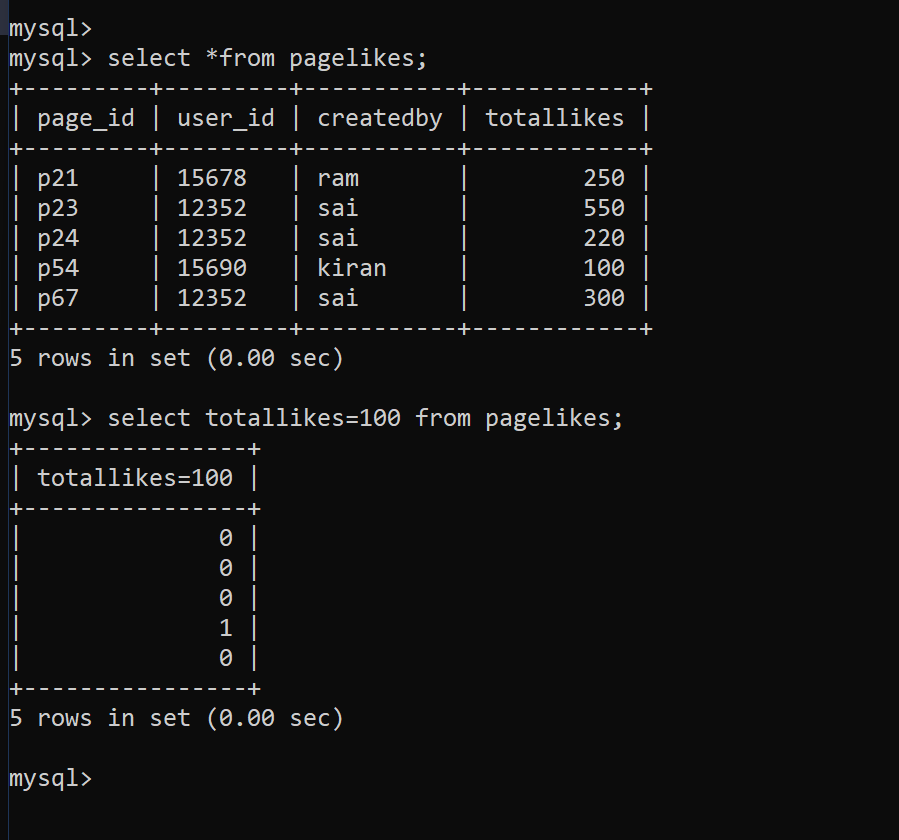 mysql>
mysql> select *from pagelikes;
+---------+---------+-----------+------------+
| page_id | user_id | createdby | totallikes |
+---------+---------+-----------+------------+
| p21     | 15678   | ram       |        250 |
| p23     | 12352   | sai       |        550 |
| p24     | 12352   | sai       |        220 |
| p54     | 15690   | kiran     |        100 |
| p67     | 12352   | sai       |        300 |
+---------+---------+-----------+------------+
5 rows in set (0.00 sec)

mysql> select totallikes=100 from pagelikes;
+----------------+
| totallikes=100 |
+----------------+
|              0 |
|              0 |
|              0 |
|              1 |
|              0 |
+----------------+
5 rows in set (0.00 sec)

mysql>